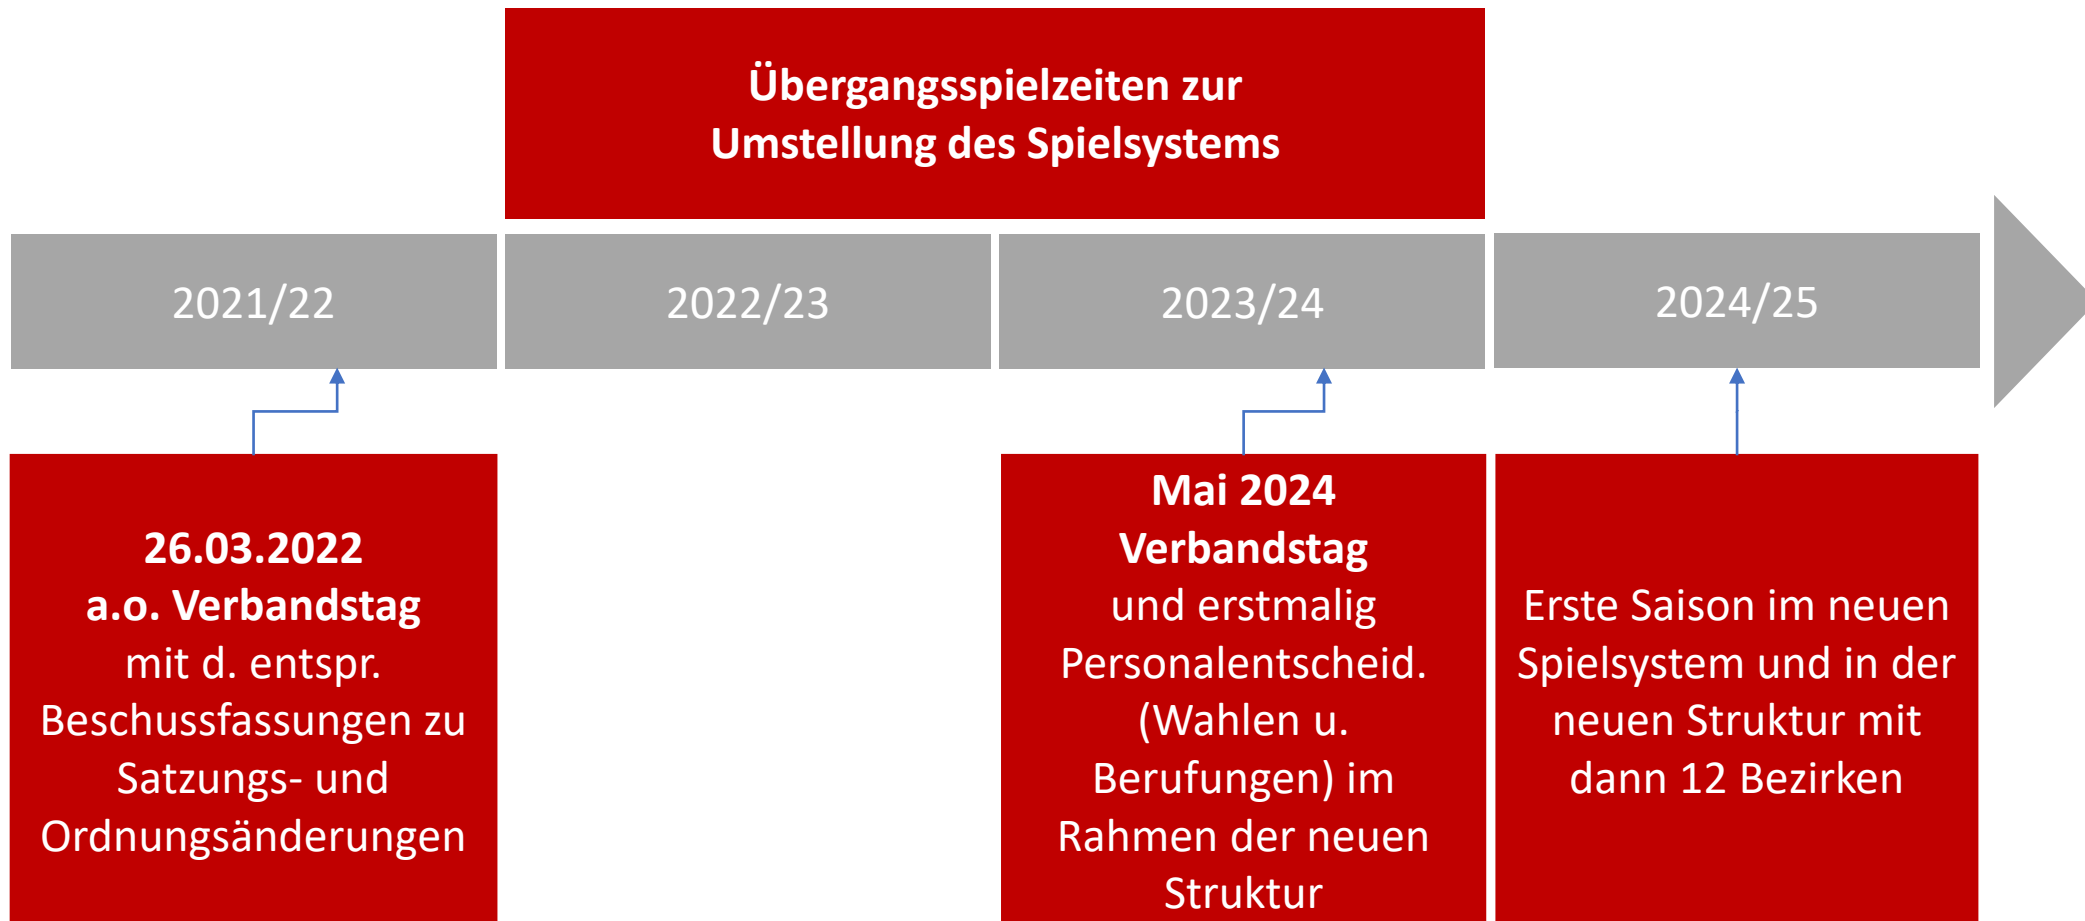 Übergangsspielzeiten zur
Umstellung des Spielsystems
2021/22
2022/23
2023/24
2024/25
26.03.2022
a.o. Verbandstag
mit d. entspr.
Beschussfassungen zu
Satzungs- und
Ordnungsänderungen
Mai 2024
Verbandstag
und erstmalig
Personalentscheid.
(Wahlen u.
Berufungen) im
Rahmen der neuen
Struktur
Erste Saison im neuen
Spielsystem und in der
neuen Struktur mit
dann 12 Bezirken